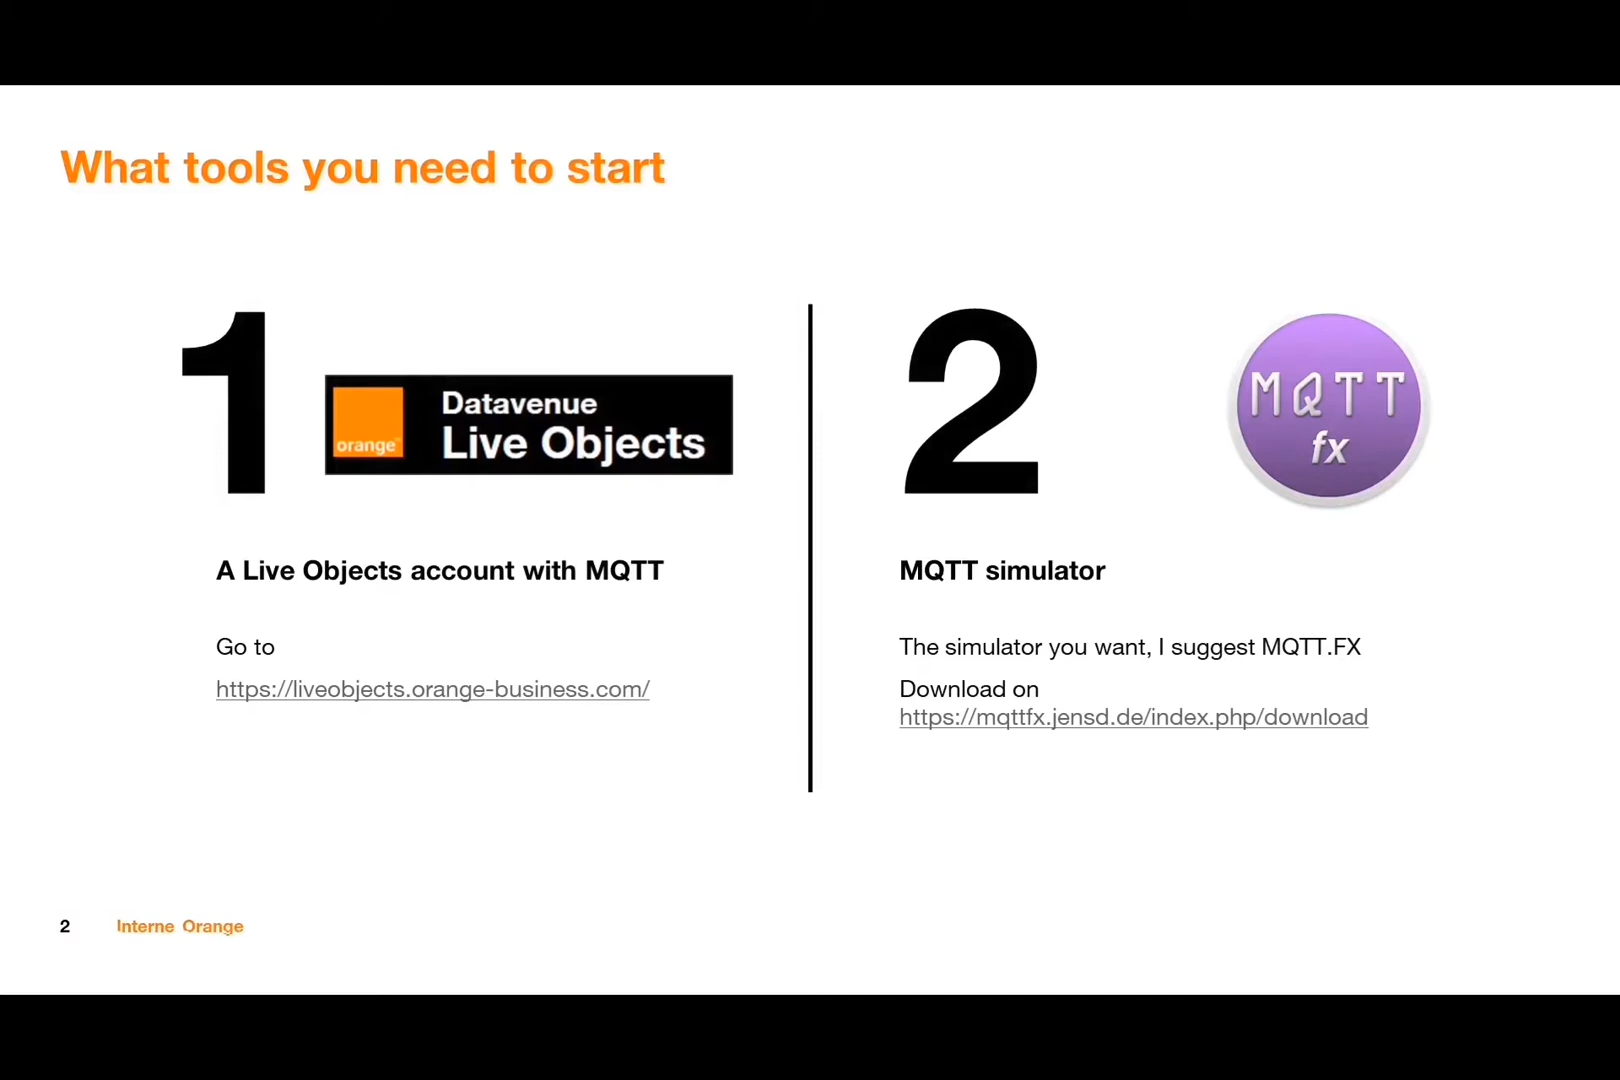 What tools you need to start
1
orange™
Datavenue
Live Objects
A Live Objects account with MQTT
Go to
https://liveobjects.orange-business.com/
2
MQTT
fx
MQTT simulator
The simulator you want, I suggest MQTT.FX
Download on
https://mqttfx.jensd.de/index.php/download
2 Interne Orange